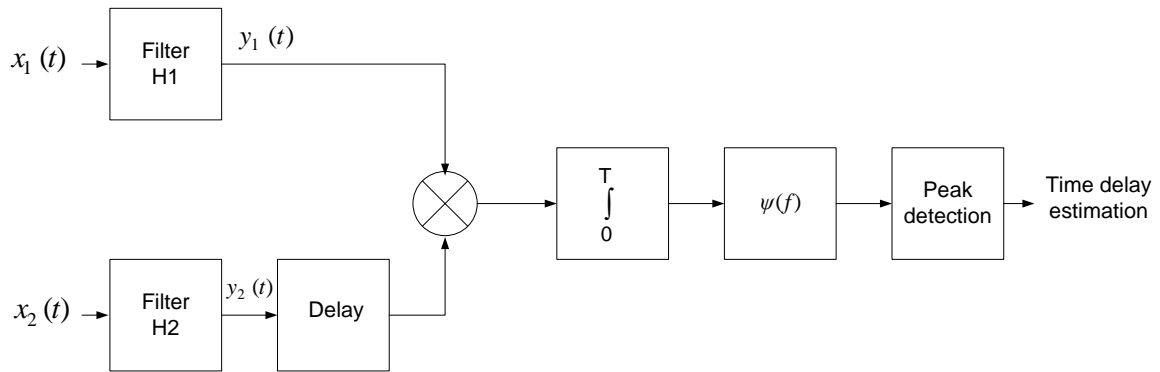 x₁ (t)
Filter
H1
y₁ (t)
x₂ (t)
Filter
H2
y₂ (t)
Delay
T
∫
0
ψ(f)
Peak
detection
Time delay
estimation